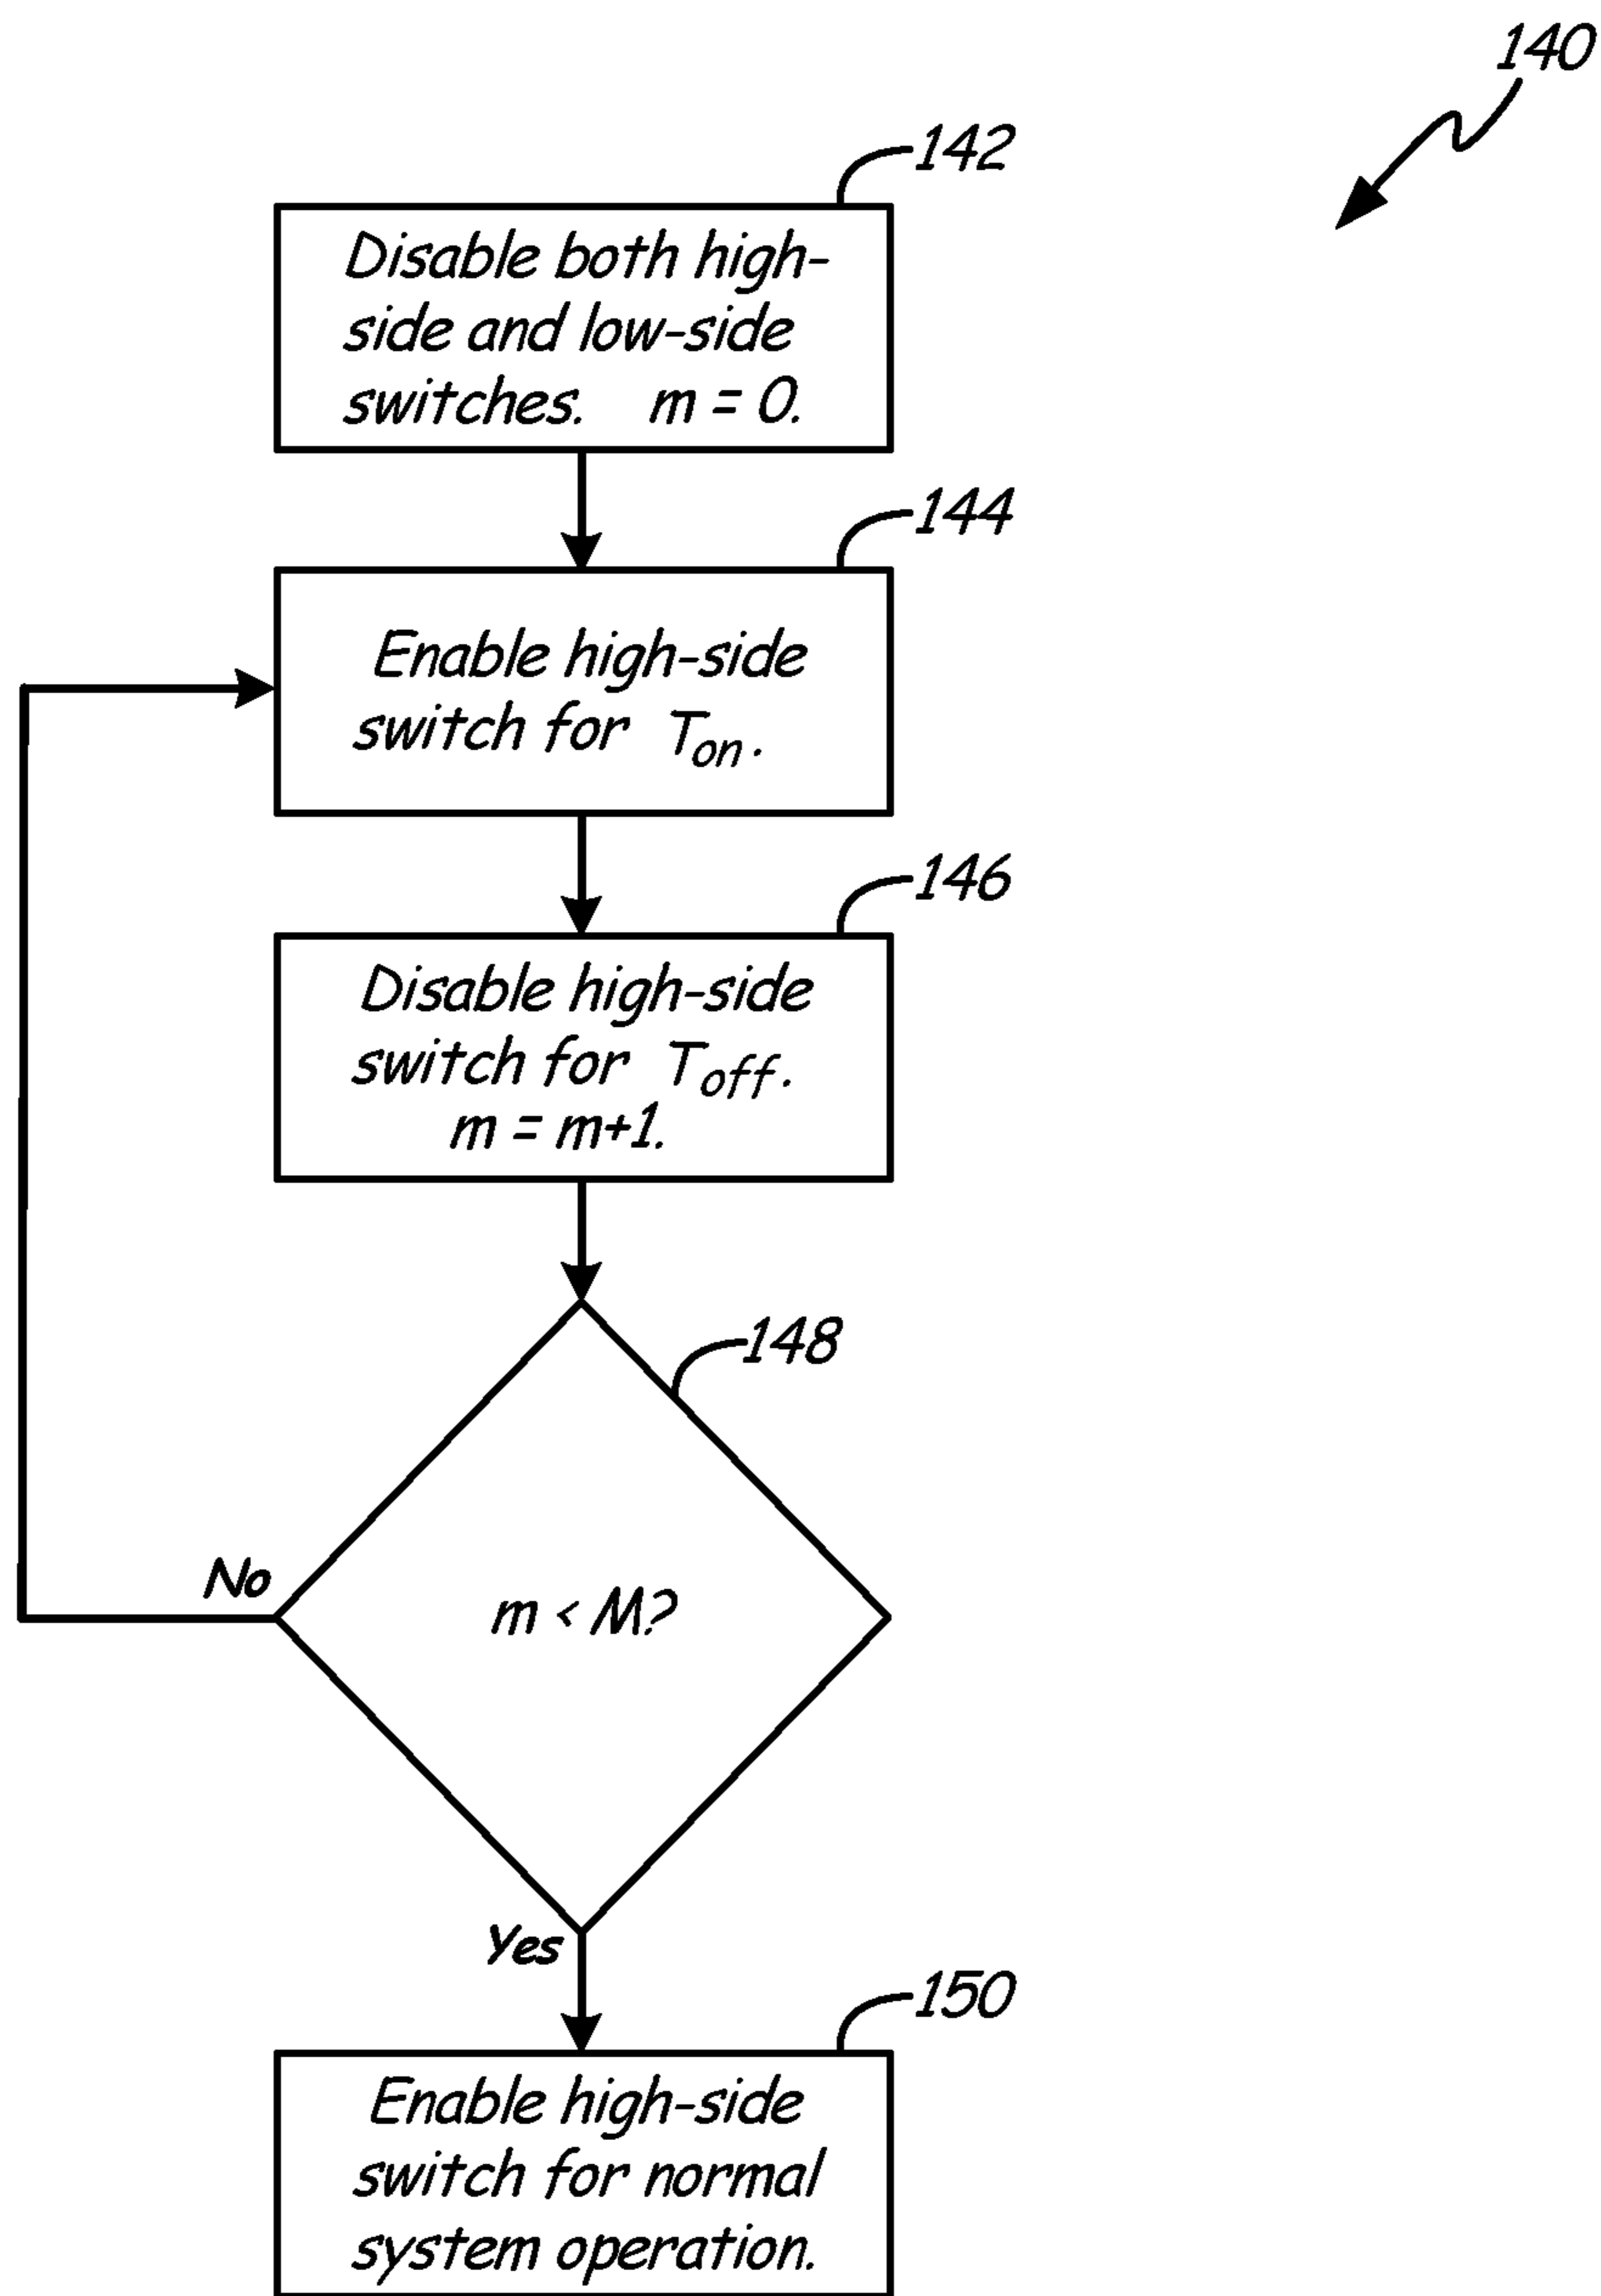 140
142
Disable both high-
side and low-side
switches. m = 0.
144
Enable high-side
switch for Ton.
146
Disable high-side
switch for Toff.
m = m+1.
148
m < M?
No
Yes
150
Enable high-side
switch for normal
system operation.